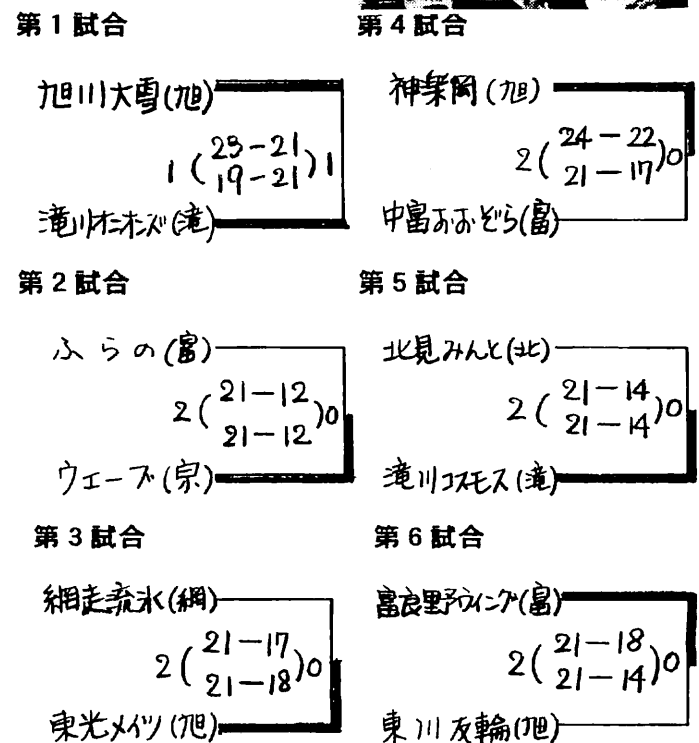 第1試合
旭川大雪(旭)
1(23-21
19-21)1
滝川オニオンズ(滝)
第2試合
ふらの(富)
2(21-12
21-12)0
ウェーブ(宗)
第3試合
網走流氷(網)
2(21-17
21-18)0
東光メイツ(旭)
第4試合
神楽岡(旭)
2(24-22
21-17)0
中富おおぞら(富)
第5試合
北見みんと(北)
2(21-14
21-14)0
滝川コスモス(滝)
第6試合
富良野ウイング(富)
2(21-18
21-14)0
東川友輪(旭)